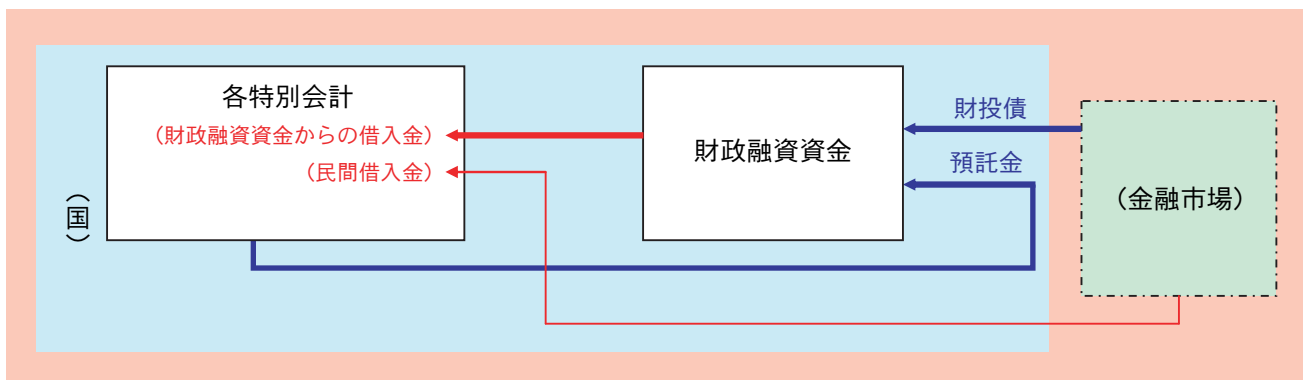 各特別会計
（財政融資資金からの借入金）
（民間借入金）
（国）
財政融資資金
財投債
預託金
（金融市場）